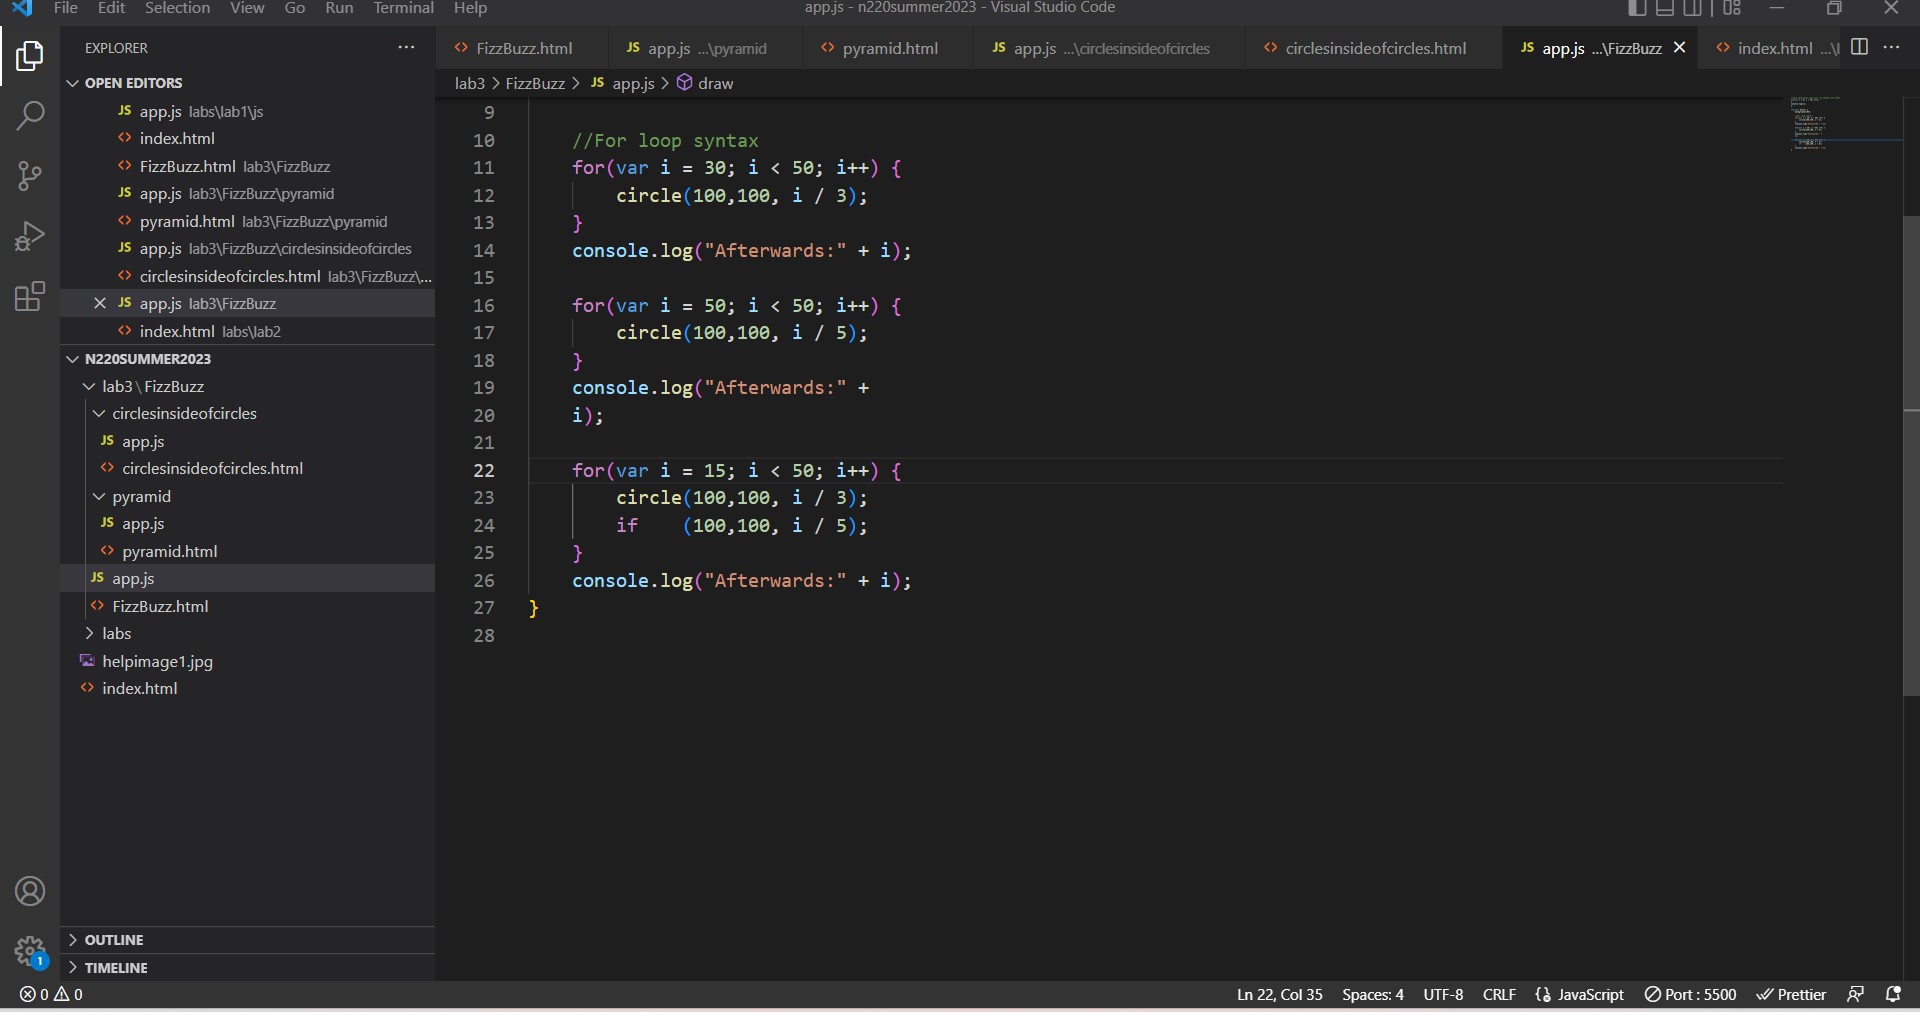 File Edit Selection View Go Run Terminal Help
app.js - n220summer2023 - Visual Studio Code
EXPLORER
OPEN EDITORS
JS app.js labs\lab1\js
index.html
FizzBuzz.html lab3\FizzBuzz
JS app.js lab3\FizzBuzz\pyramid
pyramid.html lab3\FizzBuzz\pyramid
JS app.js lab3\FizzBuzz\circlesinsideofcircles
circlesinsideofcircles.html lab3\FizzBuzz\...
JS app.js lab3\FizzBuzz
index.html labs\lab2
N220SUMMER2023
lab3 \ FizzBuzz
circlesinsideofcircles
JS app.js
circlesinsideofcircles.html
pyramid
JS app.js
pyramid.html
JS app.js
FizzBuzz.html
labs
helpimage1.jpg
index.html
OUTLINE
TIMELINE
FizzBuzz.html JS app.js ...\pyramid pyramid.html JS app.js ...\circlesinsideofcircles circlesinsideofcircles.html JS app.js ...\FizzBuzz index.html ...\l
lab3 > FizzBuzz > JS app.js > draw
9
10 //For loop syntax
11 for(var i = 30; i < 50; i++) {
12 circle(100,100, i / 3);
13 }
14 console.log("Afterwards:" + i);
15
16 for(var i = 50; i < 50; i++) {
17 circle(100,100, i / 5);
18 }
19 console.log("Afterwards:" +
20 i);
21
22 for(var i = 15; i < 50; i++) {
23 circle(100,100, i / 3);
24 if    (100,100, i / 5);
25 }
26 console.log("Afterwards:" + i);
27 }
28
1
0 0 Ln 22, Col 35 Spaces: 4 UTF-8 CRLF JavaScript Port : 5500 Prettier